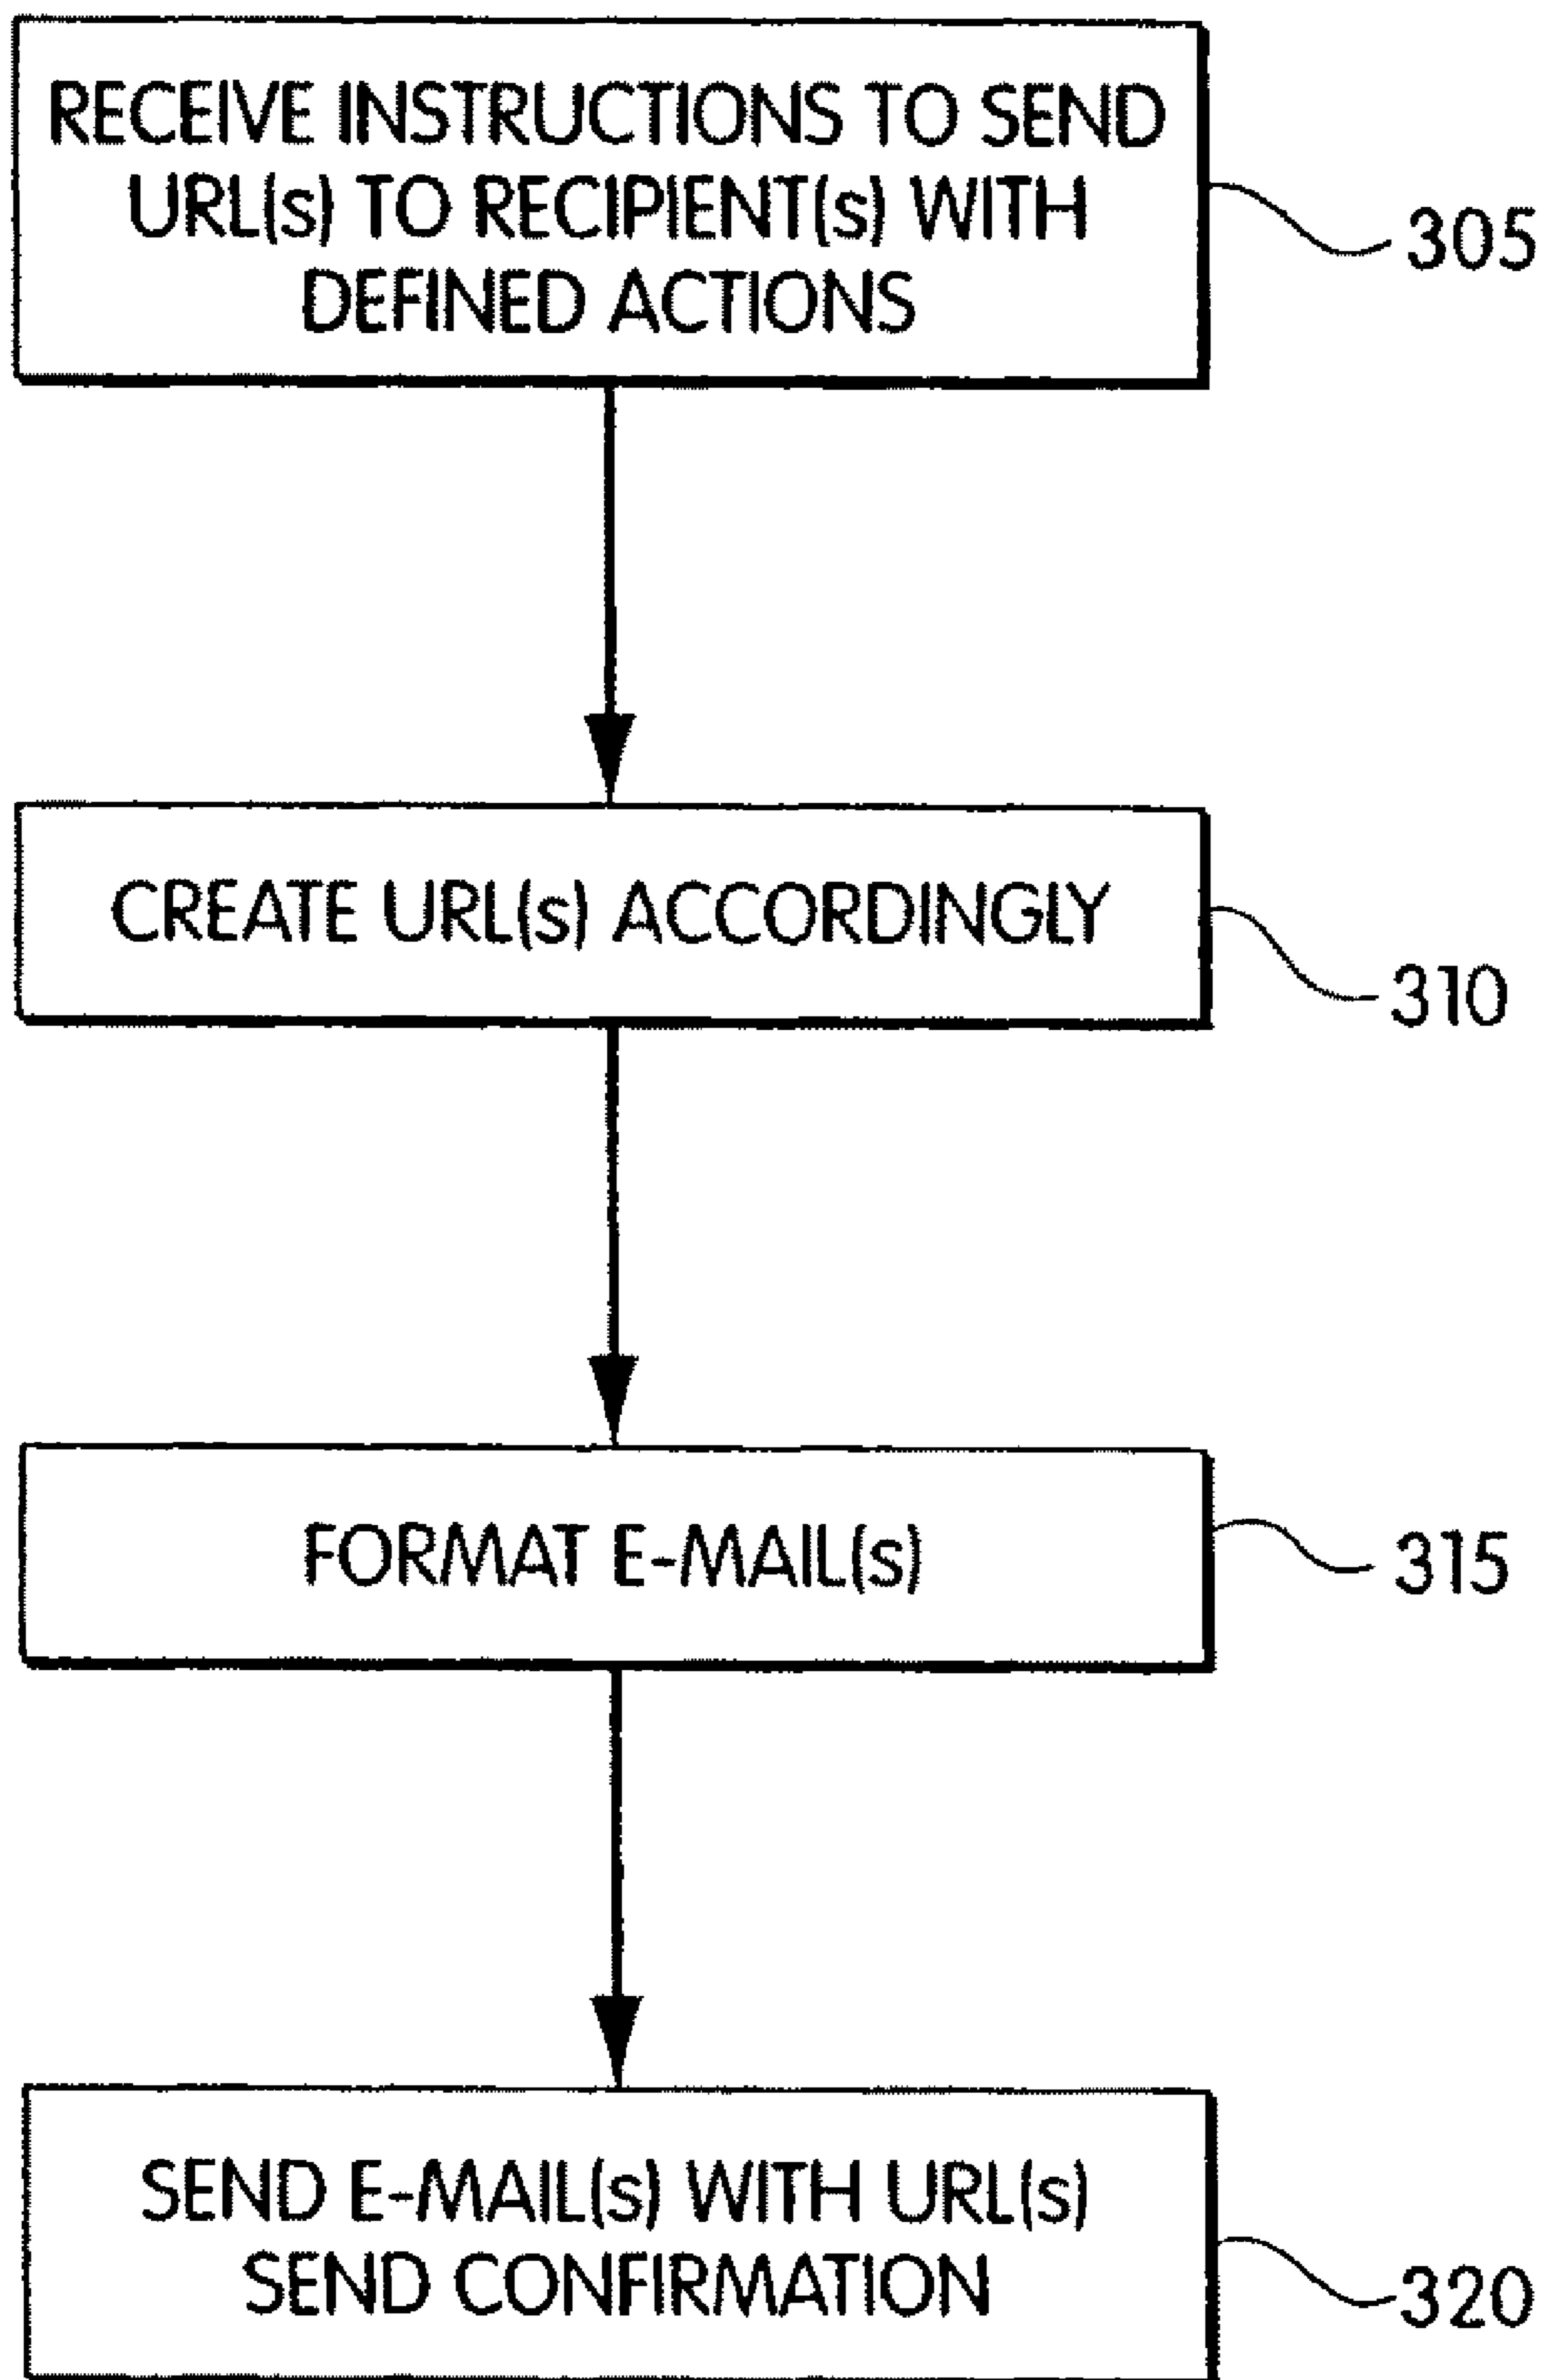 RECEIVE INSTRUCTIONS TO SEND
URL(s) TO RECIPIENT(s) WITH
DEFINED ACTIONS
305
CREATE URL(s) ACCORDINGLY
310
FORMAT E-MAIL(s)
315
SEND E-MAIL(s) WITH URL(s)
SEND CONFIRMATION
320